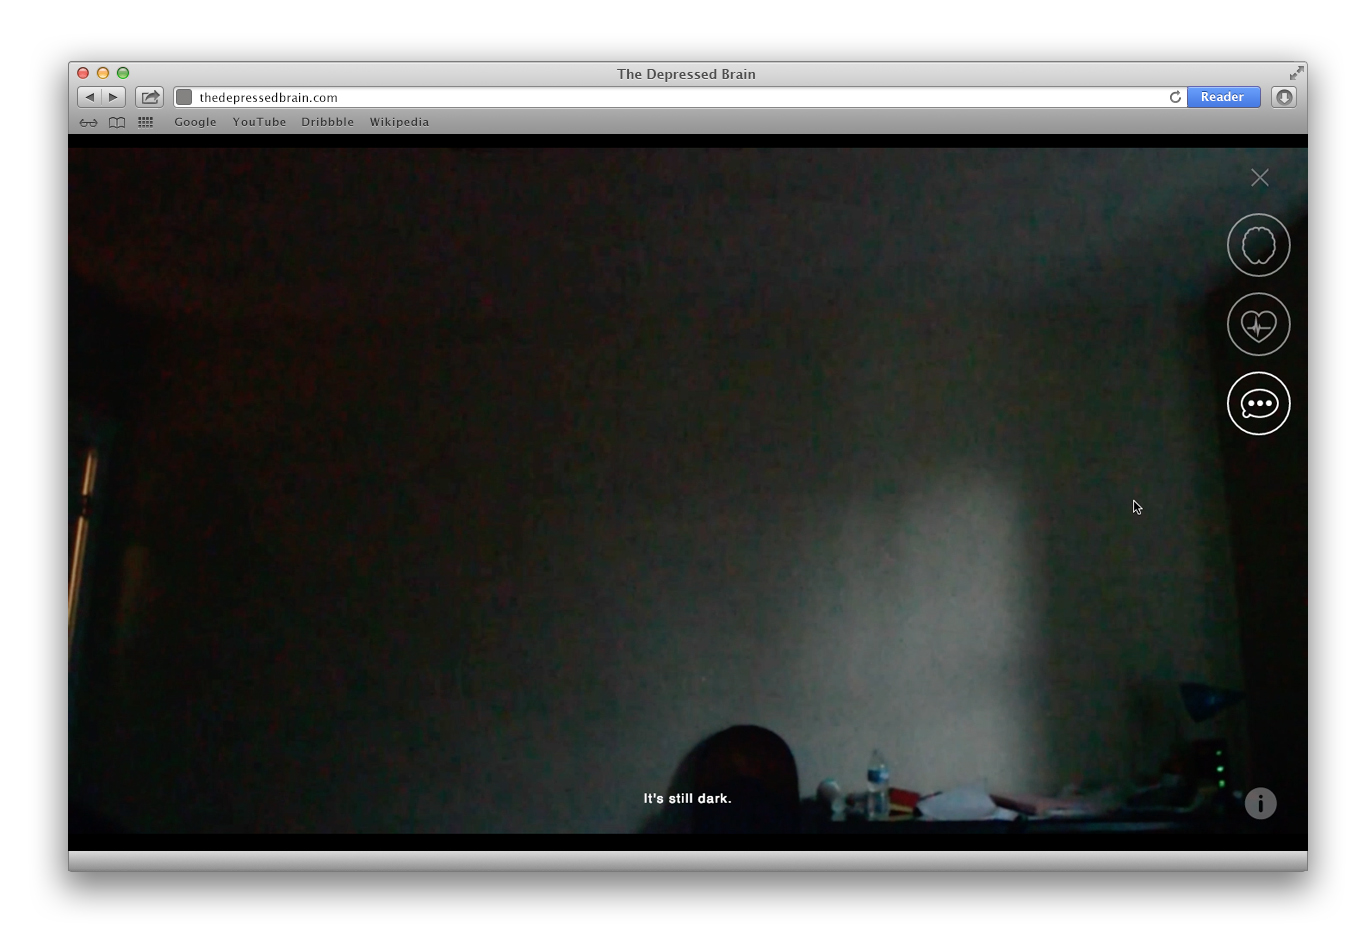 The Depressed Brain
thedepressedbrain.com
Reader
Google YouTube Dribbble Wikipedia
It's still dark.